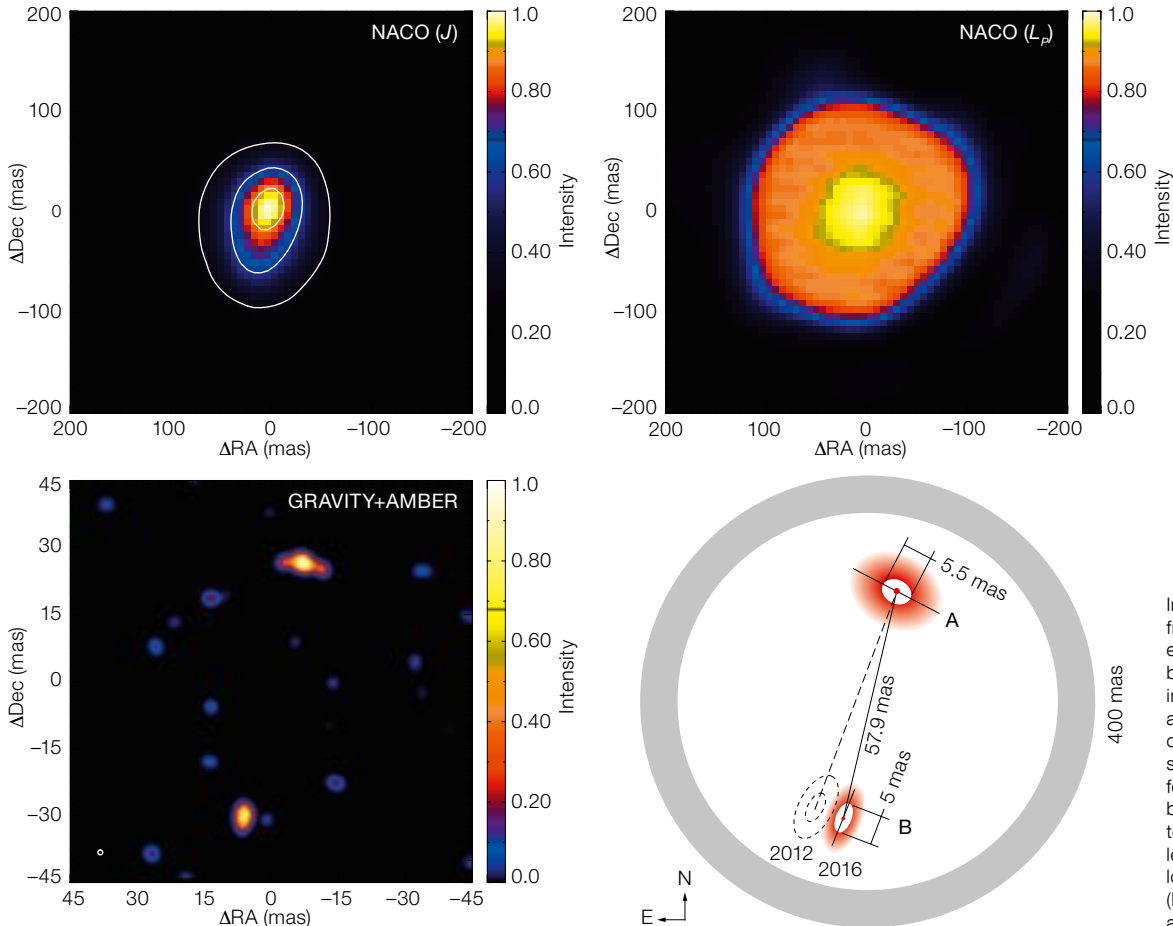 NACO (J)
200
100
0
−100
−200
ΔDec (mas)
200 100 0 −100 −200
ΔRA (mas)
1.0
0.80
0.60
0.40
0.20
0.0
Intensity
NACO (Lp)
200
100
0
−100
−200
ΔDec (mas)
200 100 0 −100 −200
ΔRA (mas)
1.0
0.80
0.60
0.40
0.20
0.0
Intensity
GRAVITY+AMBER
45
30
15
0
−15
−30
−45
ΔDec (mas)
45 30 15 0 −15 −30 −45
ΔRA (mas)
1.0
0.80
0.60
0.40
0.20
0.0
Intensity
5.5 mas
A
57.9 mas
5 mas
B
2012
2016
400 mas
N
E